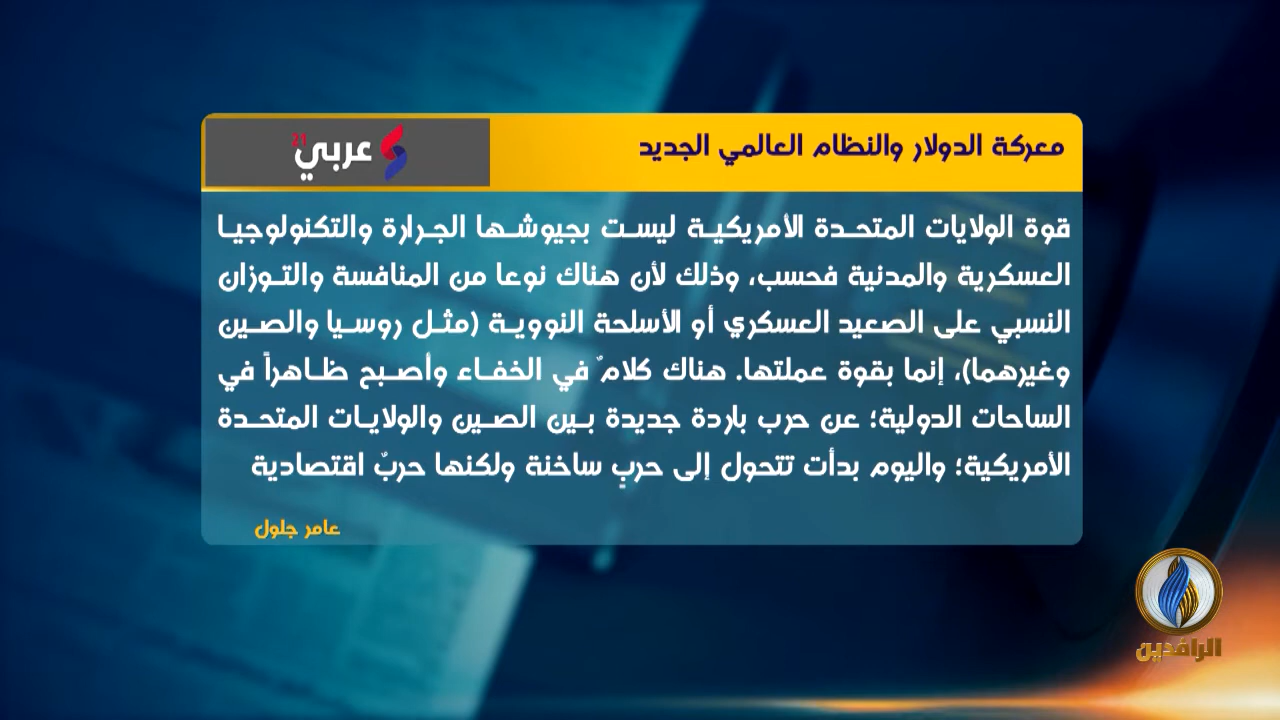 معركة الدولار والنظام العالمي الجديد
عربي 21
قوة الولايات المتحدة الأمريكية ليست بجيوشها الجرارة والتكنولوجيا
العسكرية والمدنية فحسب، وذلك لأن هناك نوعا من المنافسة والتوزان
النسبي على الصعيد العسكري أو الأسلحة النووية (مثل روسيا والصين
وغيرهما)، إنما بقوة عملتها. هناك كلامٌ في الخفاء وأصبح ظاهراً في
الساحات الدولية؛ عن حرب باردة جديدة بين الصين والولايات المتحدة
الأمريكية؛ واليوم بدأت تتحول إلى حربٍ ساخنة ولكنها حربٌ اقتصادية
عامر جلول
الرافدين